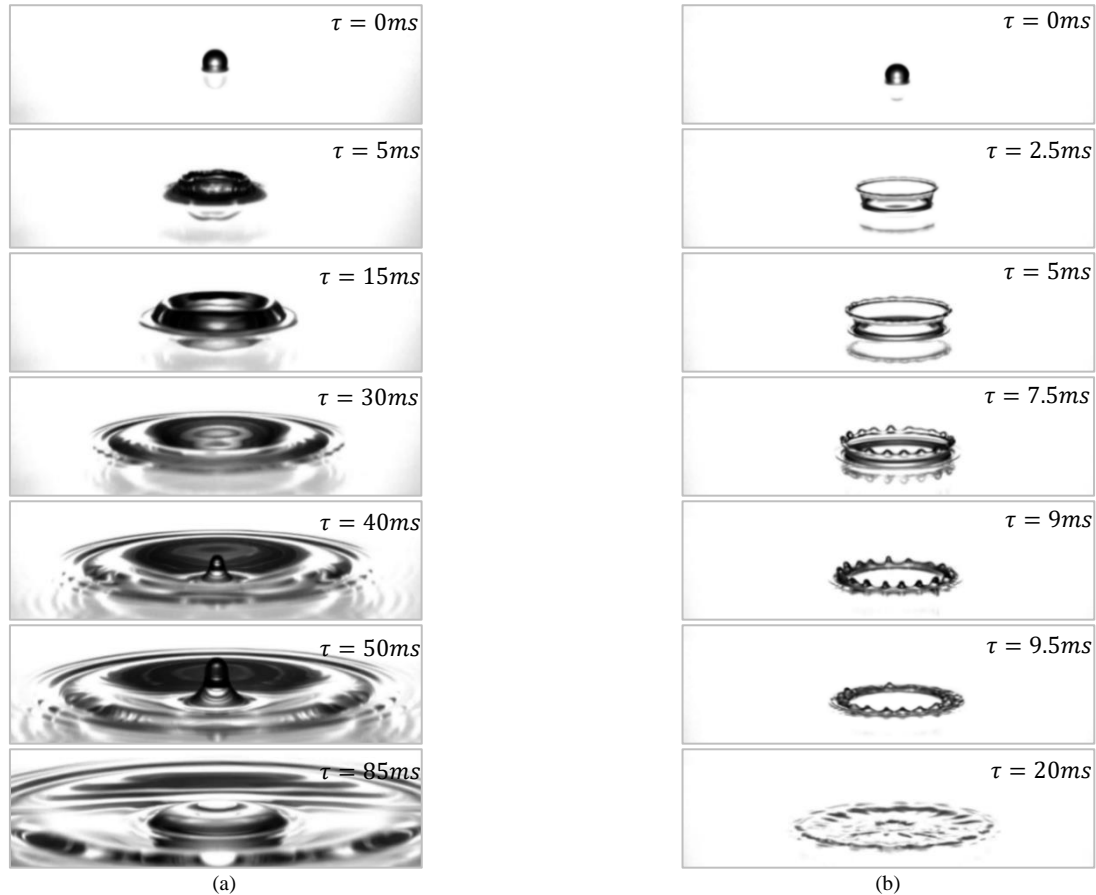 τ = 0ms
τ = 5ms
τ = 15ms
τ = 30ms
τ = 40ms
τ = 50ms
τ = 85ms
(a)
τ = 0ms
τ = 2.5ms
τ = 5ms
τ = 7.5ms
τ = 9ms
τ = 9.5ms
τ = 20ms
(b)